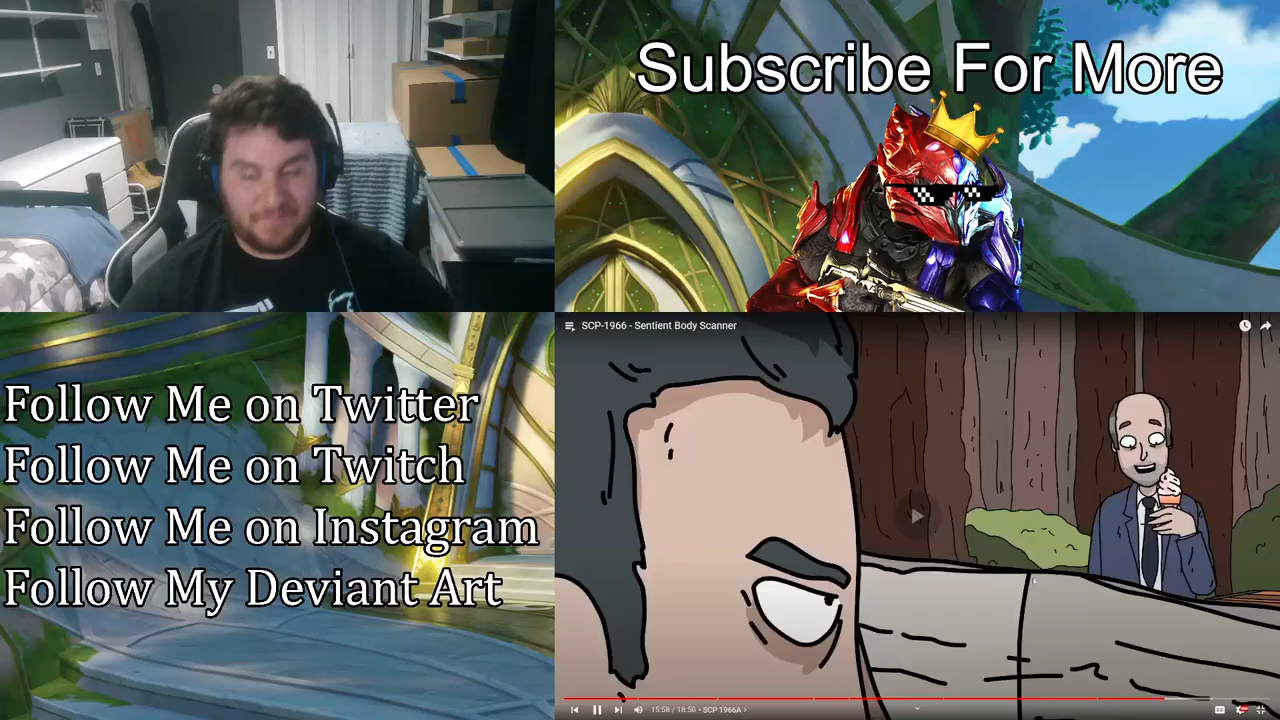 Subscribe For More
SCP-1966 - Sentient Body Scanner
Follow Me on Twitter
Follow Me on Twitch
Follow Me on Instagram
Follow My Deviant Art
15:58 / 18:50 • SCP 1966A ›